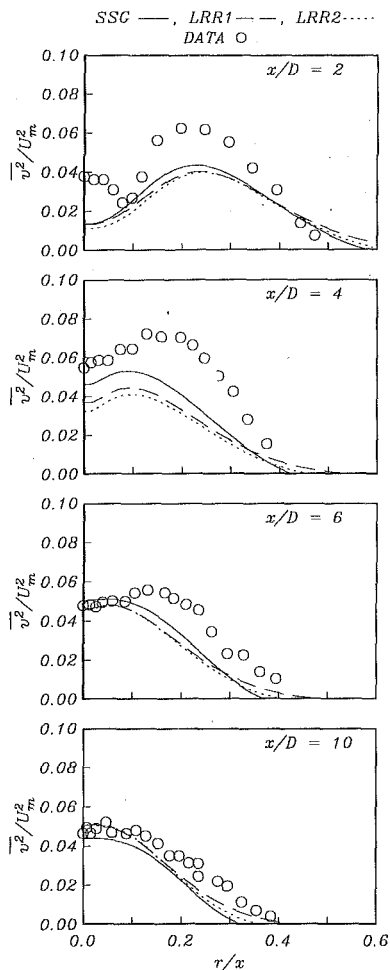 SSG ——, LRR1— —, LRR2·····
DATA O
x/D = 2
0.10
0.08
0.06
0.04
0.02
0.00
v²/U²m
x/D = 4
0.10
0.08
0.06
0.04
0.02
0.00
v²/U²m
x/D = 6
0.10
0.08
0.06
0.04
0.02
0.00
v²/U²m
x/D = 10
0.10
0.08
0.06
0.04
0.02
0.00
v²/U²m
0.0 0.2 0.4 0.6
r/x